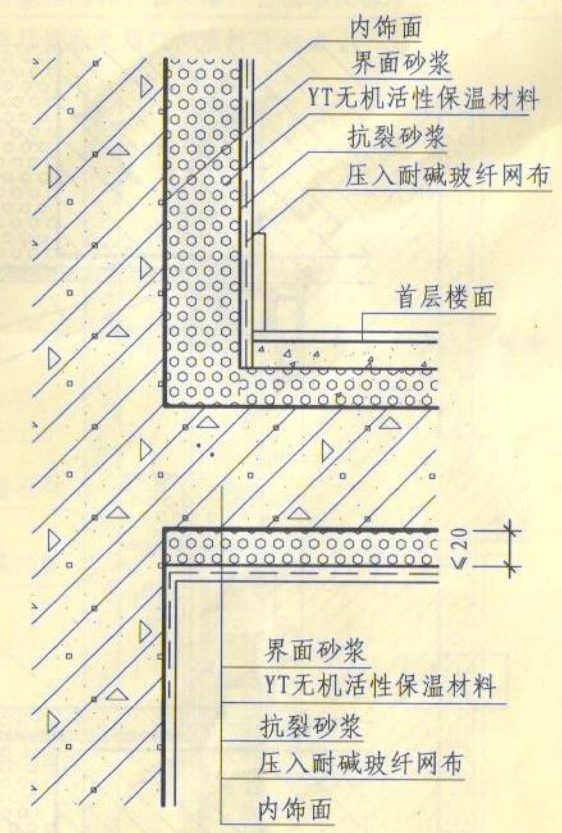 内饰面
界面砂浆
YT无机活性保温材料
抗裂砂浆
压入耐碱玻纤网布
首层楼面
≤20
界面砂浆
YT无机活性保温材料
抗裂砂浆
压入耐碱玻纤网布
内饰面